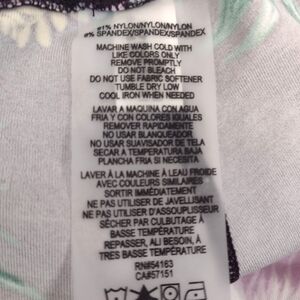 #% NYLON/NYLON/NYLON
#% SPANDEX/SPANDEX/SPANDEX
MACHINE WASH COLD WITH
LIKE COLORS ONLY
REMOVE PROMPTLY
DO NOT BLEACH
DO NOT USE FABRIC SOFTENER
TUMBLE DRY LOW
COOL IRON WHEN NEEDED
LAVAR A MAQUINA CON AGUA
FRIA Y CON COLORES IGUALES
REMOVER RAPIDAMENTE
NO USAR BLANQUEADOR
NO USAR SUAVISADOR DE TELA
SECAR A TEMPERATURA BAJA
PLANCHA FRIA SI NECESITA
LAVER À LA MACHINE À L'EAU FROIDE
AVEC COULEURS SIMILAIRES
SORTIR IMMÉDIATEMENT
NE PAS UTILISER DE JAVELLISANT
NE PAS UTILISER D'ASSOUPLISSEUR
SÉCHER PAR CULBUTAGE À
BASSE TEMPÉRATURE
REPASSER, AU BESOIN, À
TRES BASSE TEMPÉRATURE
RN#54163
CA#57151